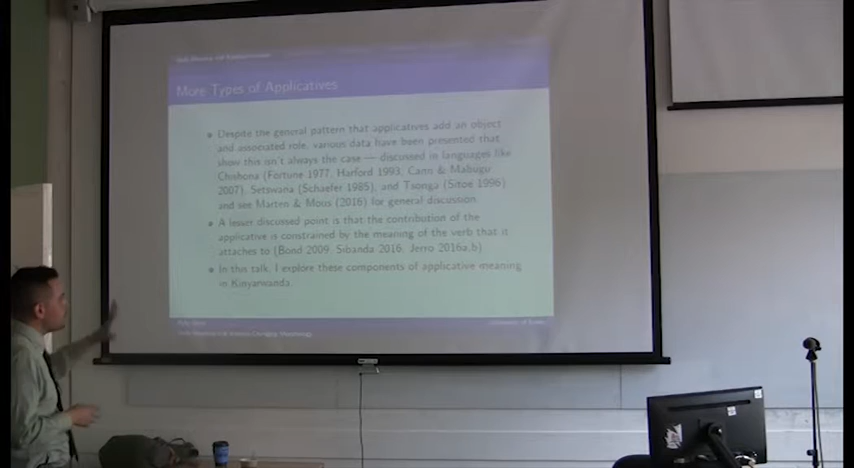 More Types of Applicatives
Despite the general pattern that applicatives add an object
and associated role, various data have been presented that
show this isn't always the case — discussed in languages like
Chishona (Fortune 1977, Harford 1993, Cann & Mabugu
2007), Setswana (Schaefer 1985), and Tsonga (Sitoe 1996)
and see Marten & Mous (2016) for general discussion
A lesser discussed point is that the contribution of the
applicative is constrained by the meaning of the verb that it
attaches to (Bond 2009, Sibanda 2016, Jerro 2016a,b)
In this talk, I explore these components of applicative meaning
in Kinyarwanda.